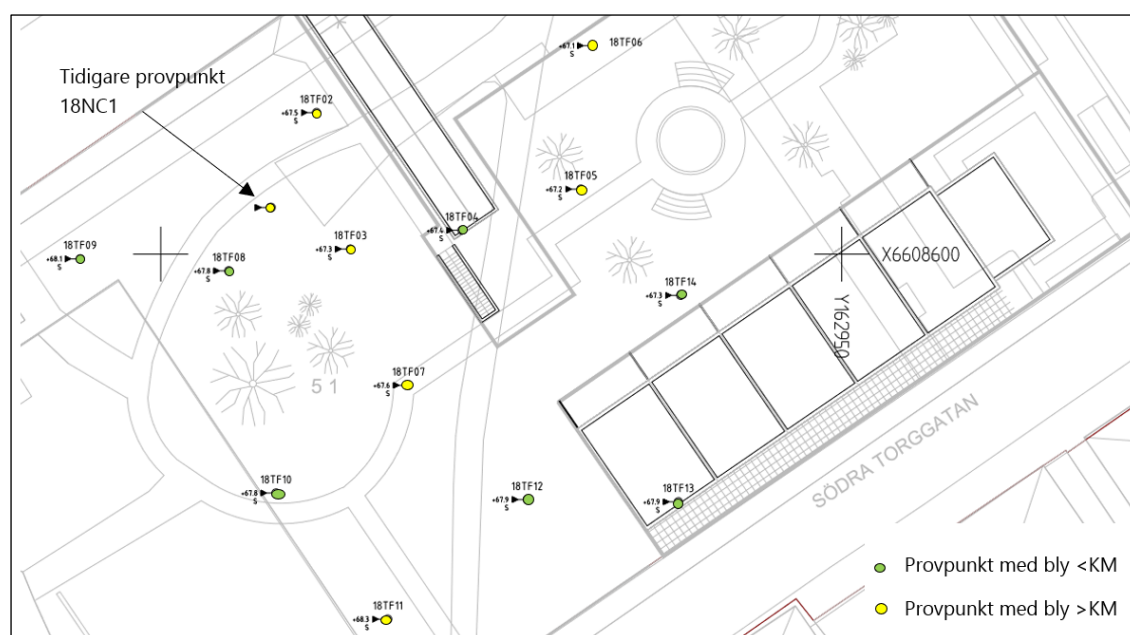 +67.1
18TF06
S
Tidigare provpunkt
18NC1
18TF02
+67.5
S
18TF05
+67.2
S
18TF04
+67.4
S
18TF09
+68.1
S
18TF08
+67.8
S
18TF03
+67.3
S
X6608600
Y162950
18TF14
+67.3
S
51
18TF07
+67.6
S
SÖDRA TORGGATAN
18TF10
+67.8
S
18TF12
+67.9
S
18TF13
+67.9
S
18TF11
+68.3
S
Provpunkt med bly <KM
Provpunkt med bly >KM